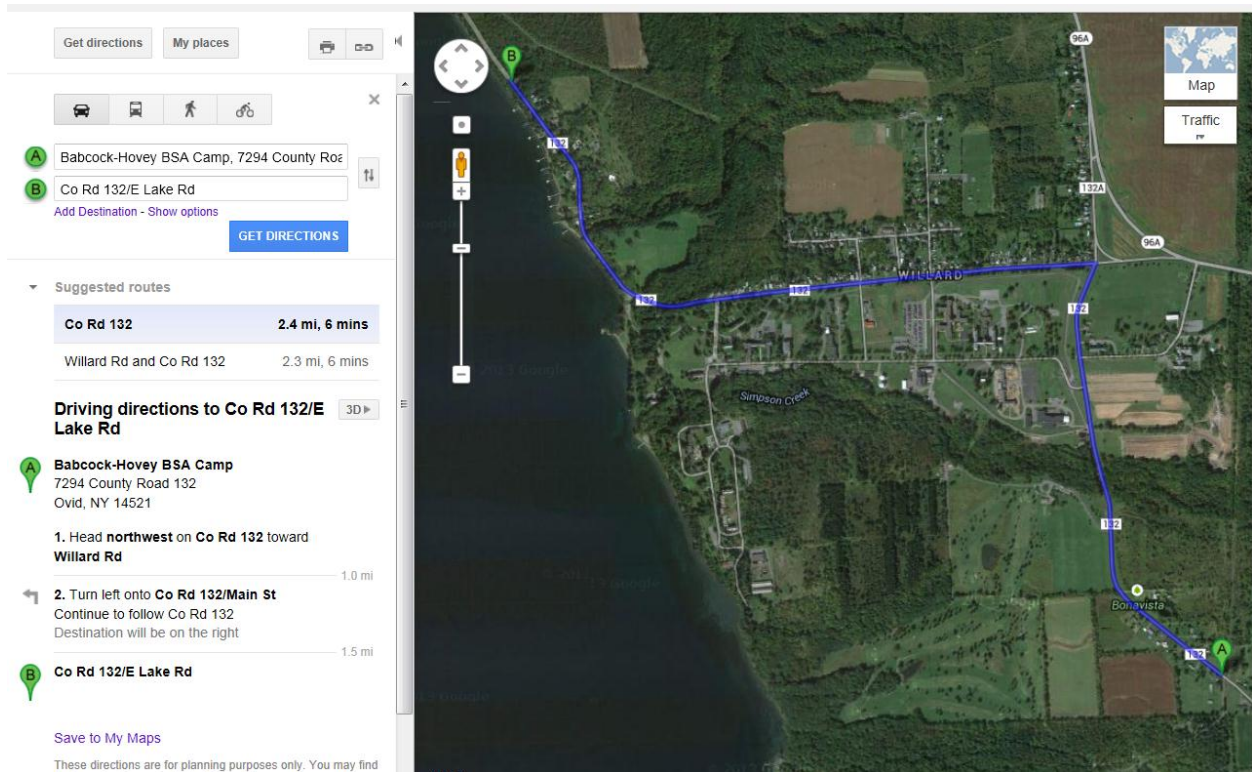 Get directions
My places
A
Babcock-Hovey BSA Camp, 7294 County Roa
B
Co Rd 132/E Lake Rd
Add Destination - Show options
GET DIRECTIONS
Suggested routes
Co Rd 132 2.4 mi, 6 mins
Willard Rd and Co Rd 132 2.3 mi, 6 mins
Driving directions to Co Rd 132/E
Lake Rd
3D
A
Babcock-Hovey BSA Camp
7294 County Road 132
Ovid, NY 14521
1. Head northwest on Co Rd 132 toward
Willard Rd
1.0 mi
2. Turn left onto Co Rd 132/Main St
Continue to follow Co Rd 132
Destination will be on the right
1.5 mi
B
Co Rd 132/E Lake Rd
Save to My Maps
These directions are for planning purposes only. You may find
B
96A
Map
Traffic
132
132A
96A
WILLARD
132
132
132
Simpson Creek
132
Bonavista
132
A